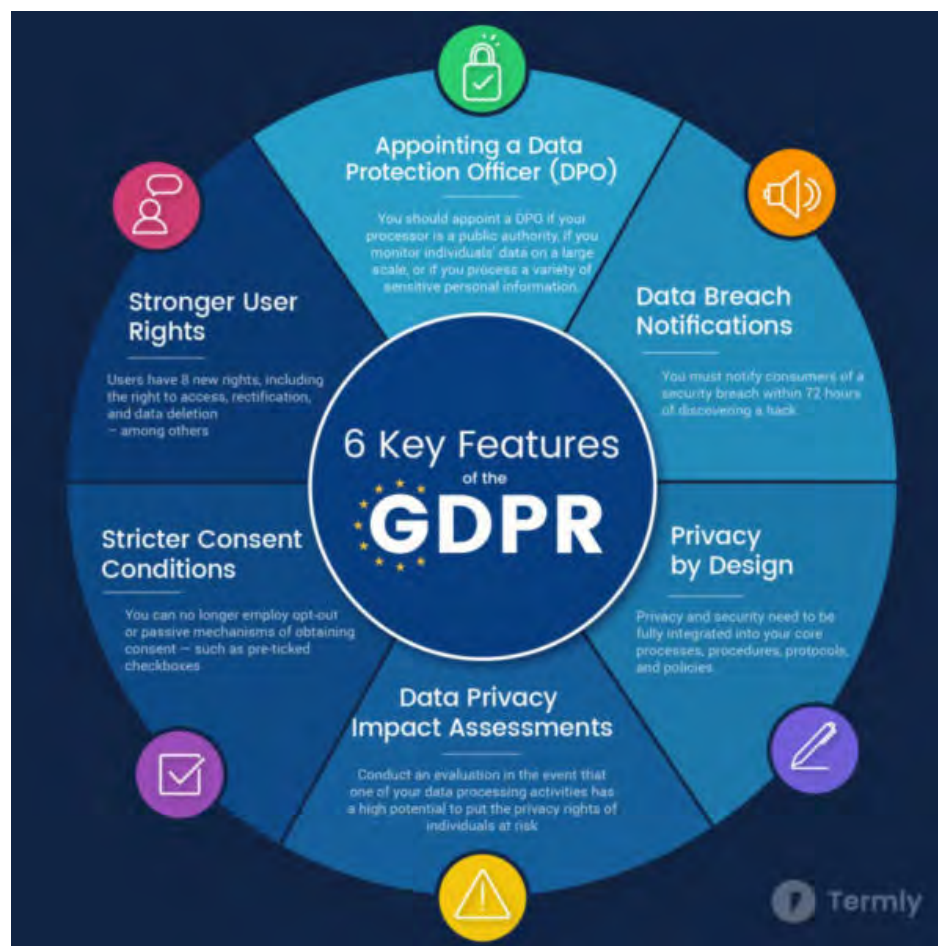 Appointing a Data
Protection Officer (DPO)
You should appoint a DPO if your
processor is a public authority, if you
monitor individuals' data on a large
scale, or if you process a variety of
sensitive personal information.
Data Breach
Notifications
You must notify consumers of a
security breach within 72 hours
of discovering a hack
Privacy
by Design
Privacy and security need to be
fully integrated into your core
processes, procedures, protocols,
and policies.
Data Privacy
Impact Assessments
Conduct an evaluation in the event that
one of your data processing activities has
a high potential to put the privacy rights of
individuals at risk
Stricter Consent
Conditions
You can no longer employ opt-out
or passive mechanisms of obtaining
consent — such as pre-ticked
checkboxes
Stronger User
Rights
Users have 8 new rights, including
the right to access, rectification,
and data deletion
— among others
6 Key Features
of the
GDPR
Termly